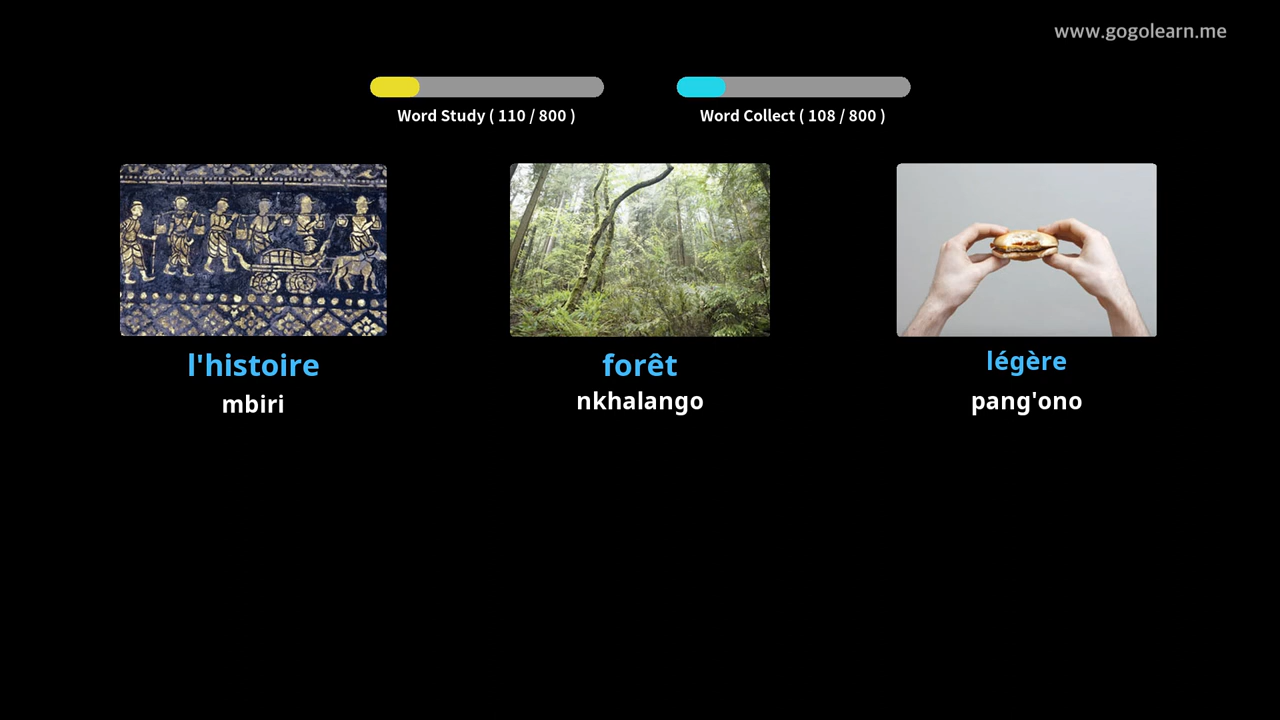 www.gogolearn.me
Word Study ( 110 / 800 )
Word Collect ( 108 / 800 )
l'histoire
mbiri
forêt
nkhalango
légère
pang'ono